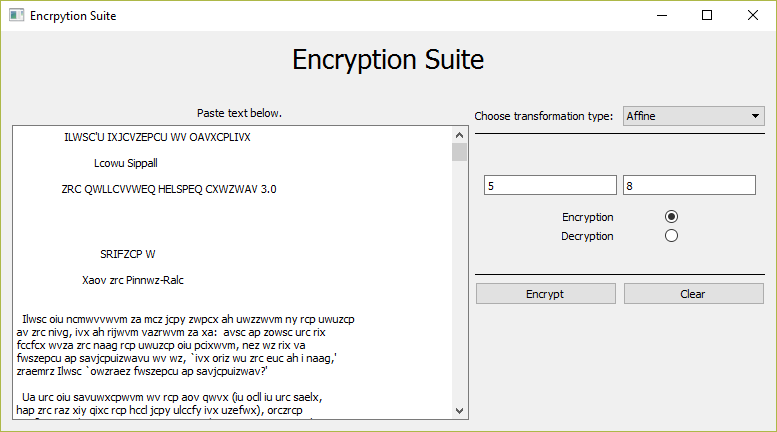 Encrpytion Suite
Encryption Suite
Paste text below.
Choose transformation type:
Affine
ILWSC'U IXJCVZEPCU WV OAVXCPLIVX
Lcowu Sippall
ZRC QWLLCVVWEQ HELSPEQ CXWZWAV 3.0
SRIFZCP W
Xaov zrc Pinnwz-Ralc
Ilwsc oiu ncmwvvwvm za mcz jcpy zwpcx ah uwzzwvm ny rcp uwuzcp
av zrc nivg, ivx ah rijwvm vazrwvm za xa:  avsc ap zowsc urc rix
fccfcx wvza zrc naag rcp uwuzcp oiu pcixwvm, nez wz rix va
fwszepcu ap savjcpuizwavu wv wz, `ivx oriz wu zrc euc ah i naag,'
zraemrz Ilwsc `owzraez fwszepcu ap savjcpuizwav?'
Ua urc oiu savuwxcpwvm wv rcp aov qwvx (iu ocll iu urc saelx,
hap zrc raz xiy qixc rcp hccl jcpy ulccfy ivx uzefwx), orczrcp
5
8
Encryption
Decryption
Encrypt
Clear